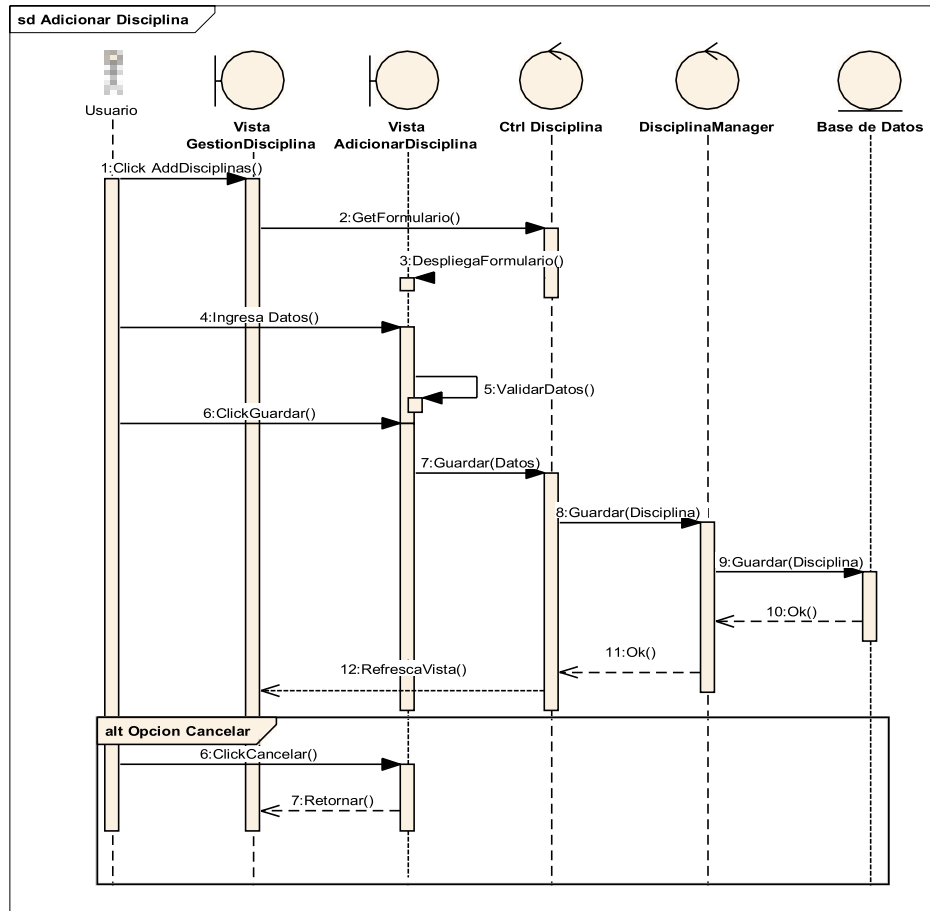 sd Adicionar Disciplina
Usuario
Vista
GestionDisciplina
Vista
AdicionarDisciplina
Ctrl Disciplina
DisciplinaManager
Base de Datos
1:Click AddDisciplinas()
2:GetFormulario()
3:DespliegaFormulario()
4:Ingresa Datos()
5:ValidarDatos()
6:ClickGuardar()
7:Guardar(Datos)
8:Guardar(Disciplina)
9:Guardar(Disciplina)
10:Ok()
11:Ok()
12:RefrescaVista()
alt Opcion Cancelar
6:ClickCancelar()
7:Retornar()